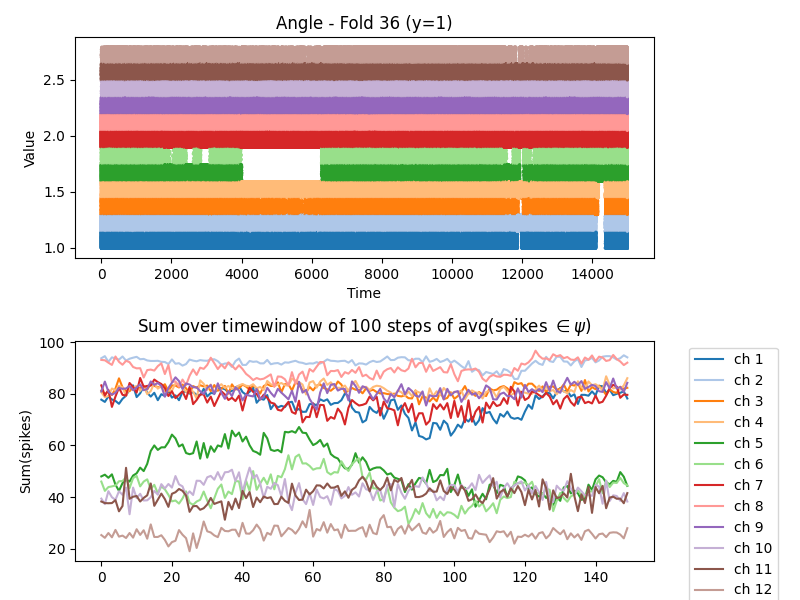 Angle - Fold 36 (y=1)
Value
2.5
2.0
1.5
1.0
0 2000 4000 6000 8000 10000 12000 14000
Time
Sum over timewindow of 100 steps of avg(spikes ∈ ψ)
Sum(spikes)
100
80
60
40
20
0 20 40 60 80 100 120 140
ch 1
ch 2
ch 3
ch 4
ch 5
ch 6
ch 7
ch 8
ch 9
ch 10
ch 11
ch 12